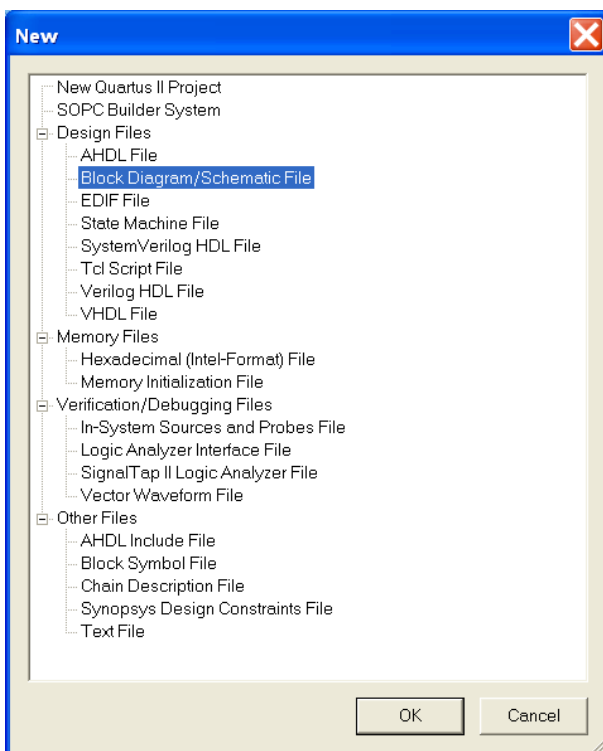 New
New Quartus II Project
SOPC Builder System
Design Files
AHDL File
Block Diagram/Schematic File
EDIF File
State Machine File
SystemVerilog HDL File
Tcl Script File
Verilog HDL File
VHDL File
Memory Files
Hexadecimal (Intel-Format) File
Memory Initialization File
Verification/Debugging Files
In-System Sources and Probes File
Logic Analyzer Interface File
SignalTap II Logic Analyzer File
Vector Waveform File
Other Files
AHDL Include File
Block Symbol File
Chain Description File
Synopsys Design Constraints File
Text File
OK Cancel